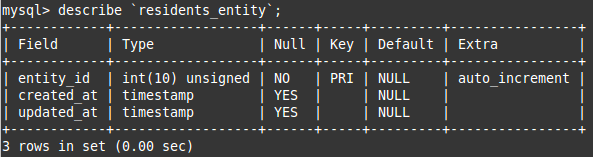 mysql> describe `residents_entity`;
+------------+------------------+------+-----+---------+----------------+
| Field      | Type             | Null | Key | Default | Extra          |
+------------+------------------+------+-----+---------+----------------+
| entity_id  | int(10) unsigned | NO   | PRI | NULL    | auto_increment |
| created_at | timestamp        | YES  |     | NULL    |                |
| updated_at | timestamp        | YES  |     | NULL    |                |
+------------+------------------+------+-----+---------+----------------+
3 rows in set (0.00 sec)